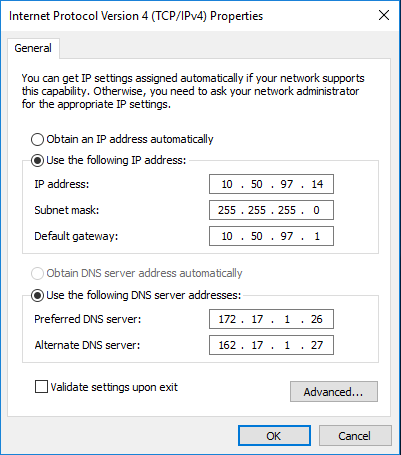 Internet Protocol Version 4 (TCP/IPv4) Properties
General
You can get IP settings assigned automatically if your network supports
this capability. Otherwise, you need to ask your network administrator
for the appropriate IP settings.
Obtain an IP address automatically
Use the following IP address:
IP address: 10 . 50 . 97 . 14
Subnet mask: 255 . 255 . 255 . 0
Default gateway: 10 . 50 . 97 . 1
Obtain DNS server address automatically
Use the following DNS server addresses:
Preferred DNS server: 172 . 17 . 1 . 26
Alternate DNS server: 162 . 17 . 1 . 27
Validate settings upon exit
Advanced...
OK Cancel